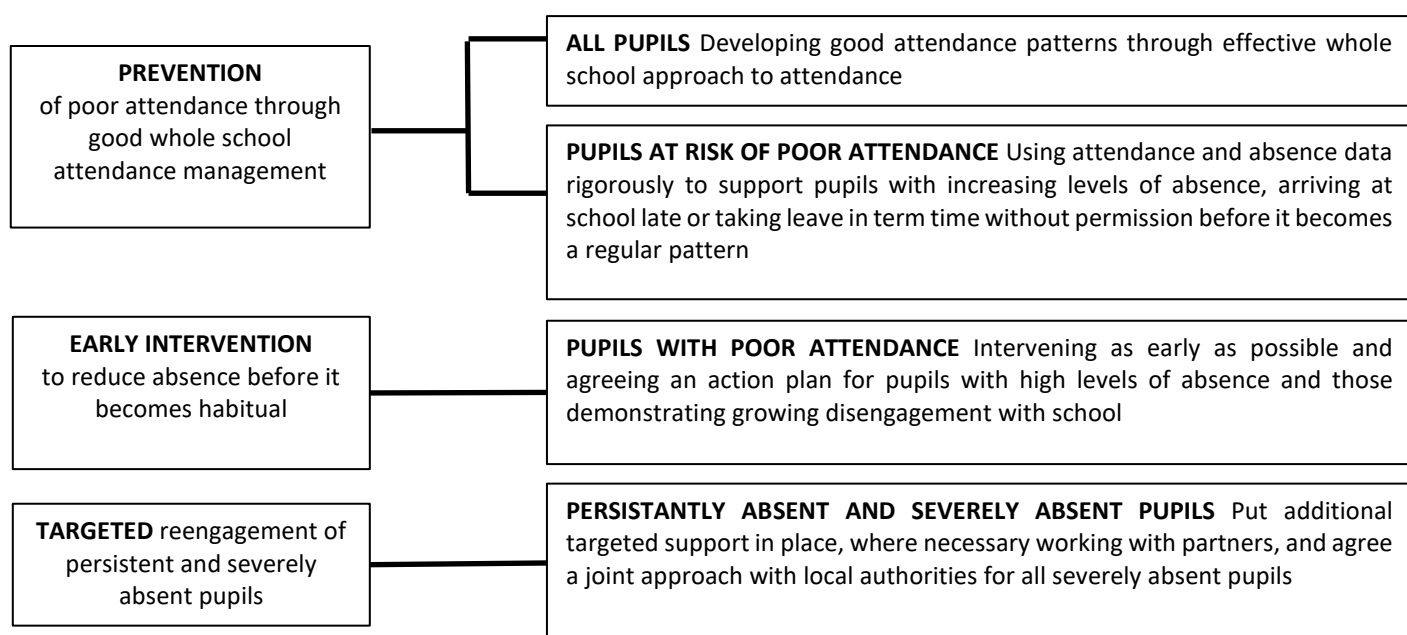 PREVENTION
of poor attendance through
good whole school
attendance management
ALL PUPILS Developing good attendance patterns through effective whole
school approach to attendance
PUPILS AT RISK OF POOR ATTENDANCE Using attendance and absence data
rigorously to support pupils with increasing levels of absence, arriving at
school late or taking leave in term time without permission before it becomes
a regular pattern
EARLY INTERVENTION
to reduce absence before it
becomes habitual
PUPILS WITH POOR ATTENDANCE Intervening as early as possible and
agreeing an action plan for pupils with high levels of absence and those
demonstrating growing disengagement with school
TARGETED reengagement of
persistent and severely
absent pupils
PERSISTANTLY ABSENT AND SEVERELY ABSENT PUPILS Put additional
targeted support in place, where necessary working with partners, and agree
a joint approach with local authorities for all severely absent pupils